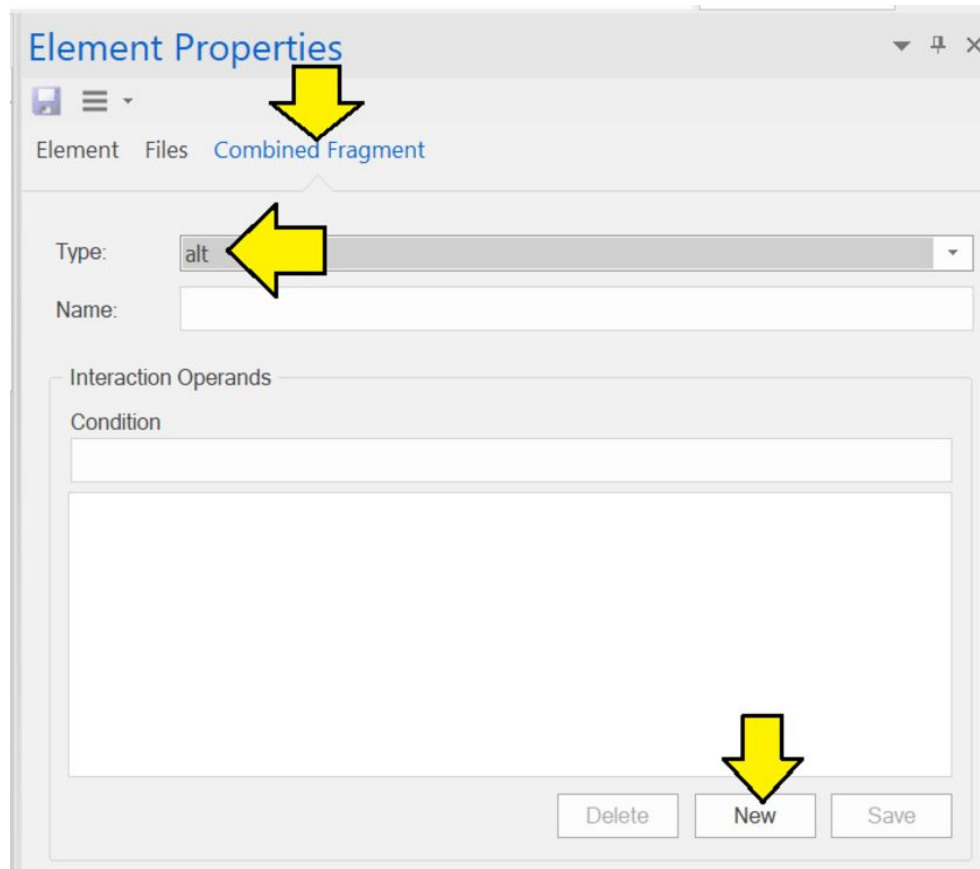 Element Properties
Element Files Combined Fragment
Type: alt
Name:
Interaction Operands
Condition
Delete New Save